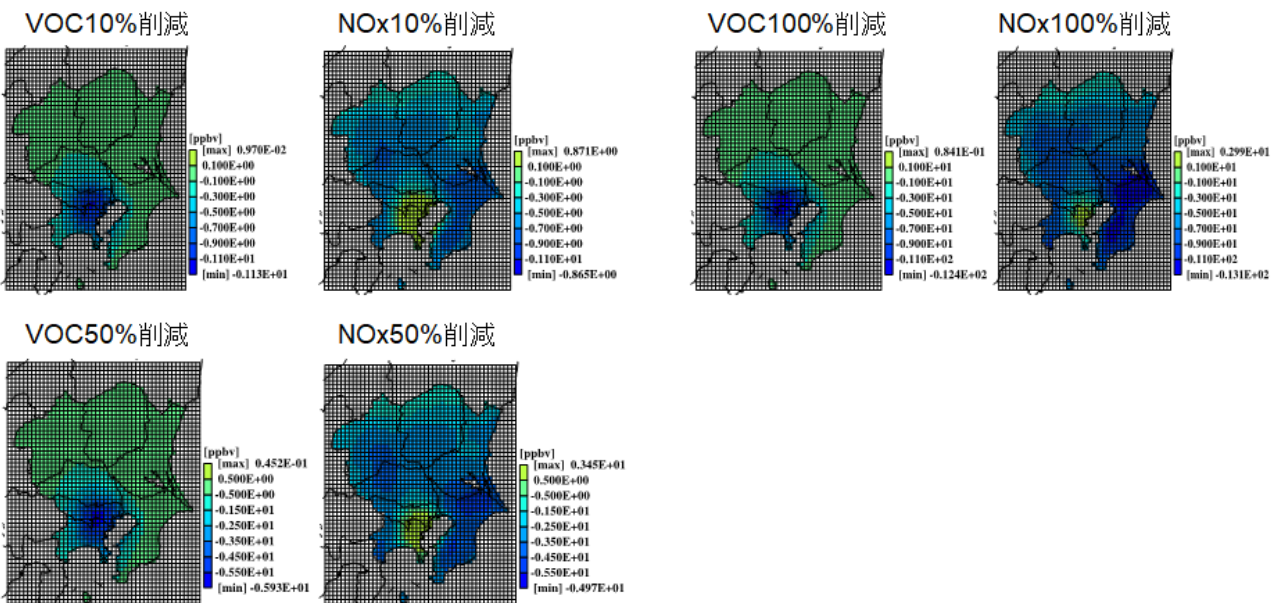 VOC10%削減
NOx10%削減
VOC100%削減
NOx100%削減
[ppbv]
[max] 0.970E-02
0.100E+00
-0.100E+00
-0.300E+00
-0.500E+00
-0.700E+00
-0.900E+00
-0.110E+01
[min] -0.113E+01
[ppbv]
[max] 0.871E+00
0.100E+00
-0.100E+00
-0.300E+00
-0.500E+00
-0.700E+00
-0.900E+00
-0.110E+01
[min] -0.865E+00
[ppbv]
[max] 0.841E-01
0.100E+01
-0.100E+01
-0.300E+01
-0.500E+01
-0.700E+01
-0.900E+01
-0.110E+02
[min] -0.124E+02
[ppbv]
[max] 0.299E+01
0.100E+01
-0.100E+01
-0.300E+01
-0.500E+01
-0.700E+01
-0.900E+01
-0.110E+02
[min] -0.131E+02
VOC50%削減
NOx50%削減
[ppbv]
[max] 0.452E-01
0.500E+00
-0.500E+00
-0.150E+01
-0.250E+01
-0.350E+01
-0.450E+01
-0.550E+01
[min] -0.593E+01
[ppbv]
[max] 0.345E+01
0.500E+00
-0.500E+00
-0.150E+01
-0.250E+01
-0.350E+01
-0.450E+01
-0.550E+01
[min] -0.497E+01